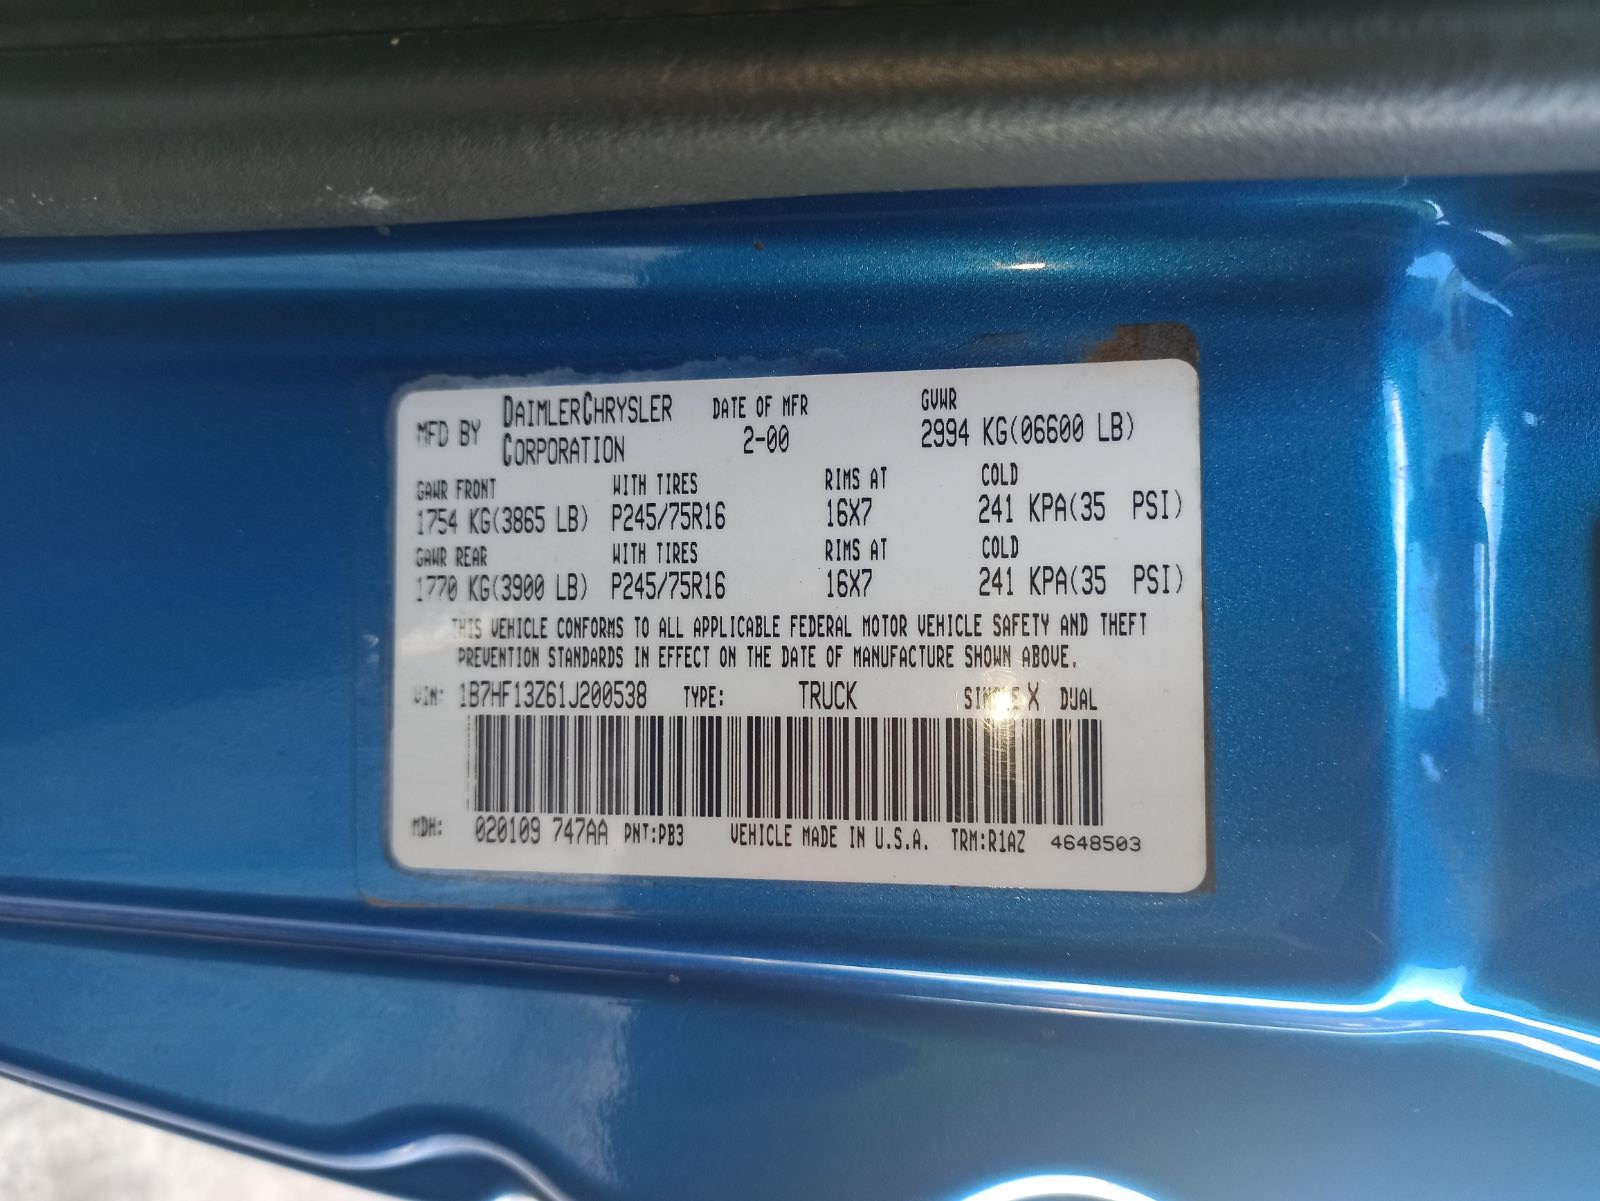 MFD BY DAIMLERCHRYSLER CORPORATION DATE OF MFR 2-00 GVWR 2994 KG(06600 LB)
GAWR FRONT WITH TIRES RIMS AT COLD
1754 KG(3865 LB) P245/75R16 16X7 241 KPA(35 PSI)
GAWR REAR WITH TIRES RIMS AT COLD
1770 KG(3900 LB) P245/75R16 16X7 241 KPA(35 PSI)
THIS VEHICLE CONFORMS TO ALL APPLICABLE FEDERAL MOTOR VEHICLE SAFETY AND THEFT
PREVENTION STANDARDS IN EFFECT ON THE DATE OF MANUFACTURE SHOWN ABOVE.
VIN: 1B7HF13Z61J200538 TYPE: TRUCK SINGLE X DUAL
MDH: 020109 747AA PNT:PB3 VEHICLE MADE IN U.S.A. TRM:R1AZ 4648503